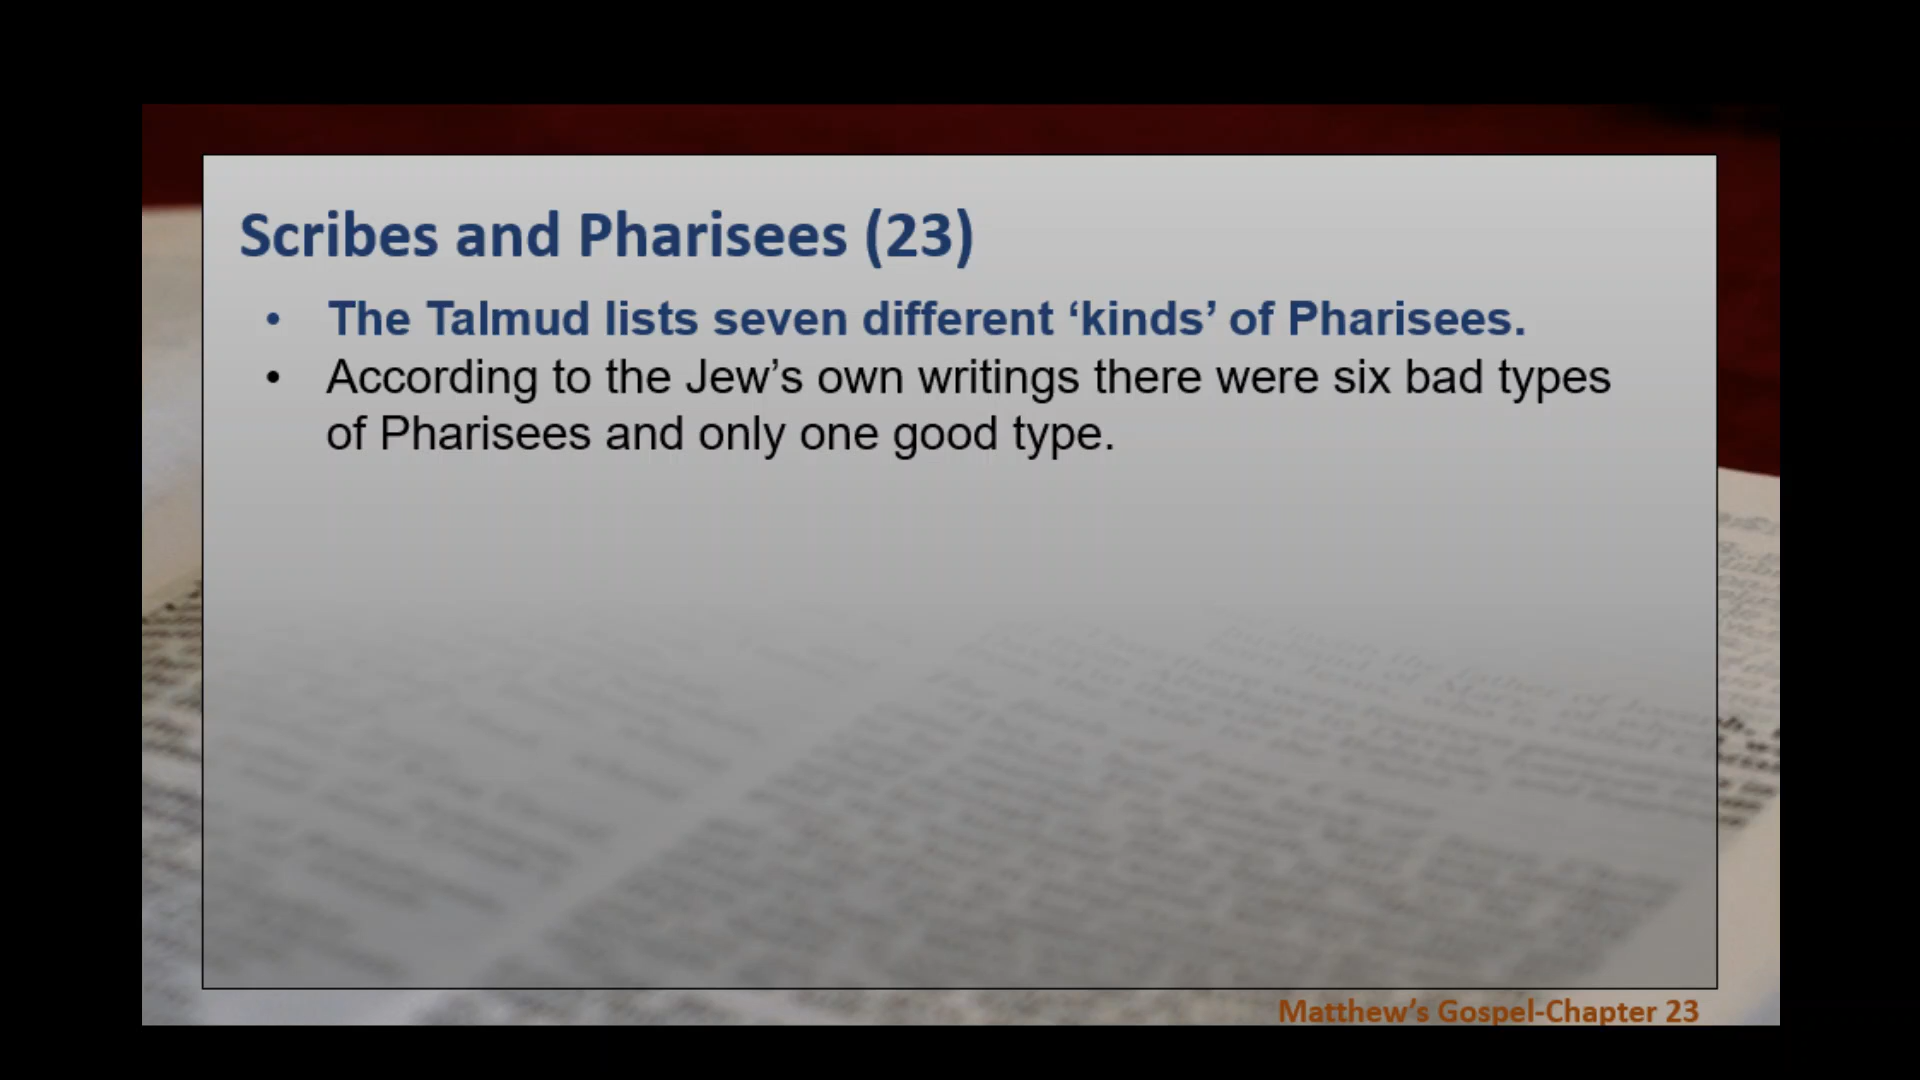 Scribes and Pharisees (23)
• The Talmud lists seven different ‘kinds’ of Pharisees.
• According to the Jew’s own writings there were six bad types
of Pharisees and only one good type.
Matthew’s Gospel-Chapter 23